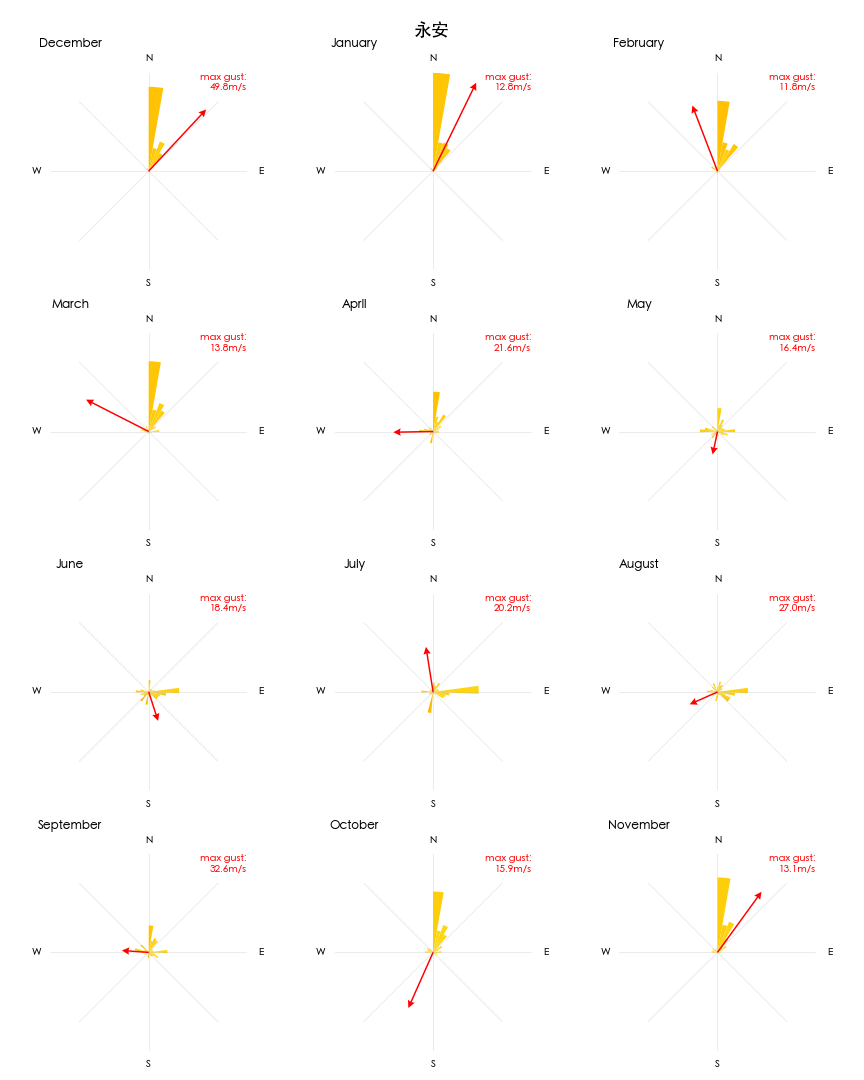 永安
December
N
max gust:
49.8m/s
W
E
S
January
N
max gust:
12.8m/s
W
E
S
February
N
max gust:
11.8m/s
W
E
S
March
N
max gust:
13.8m/s
W
E
S
April
N
max gust:
21.6m/s
W
E
S
May
N
max gust:
16.4m/s
W
E
S
June
N
max gust:
18.4m/s
W
E
S
July
N
max gust:
20.2m/s
W
E
S
August
N
max gust:
27.0m/s
W
E
S
September
N
max gust:
32.6m/s
W
E
S
October
N
max gust:
15.9m/s
W
E
S
November
N
max gust:
13.1m/s
W
E
S